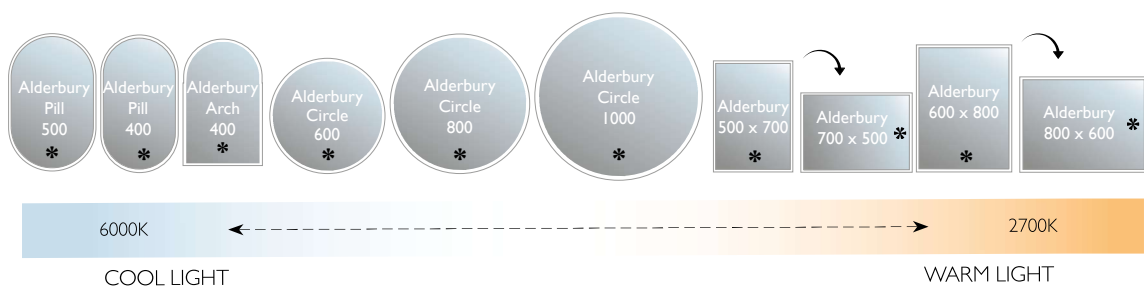 Alderbury
Pill
500
*
Alderbury
Pill
400
*
Alderbury
Arch
400
*
Alderbury
Circle
600
*
Alderbury
Circle
800
*
Alderbury
Circle
1000
*
Alderbury
500 x 700
*
Alderbury
700 x 500
*
Alderbury
600 x 800
*
Alderbury
800 x 600
*
6000K
2700K
COOL LIGHT
WARM LIGHT